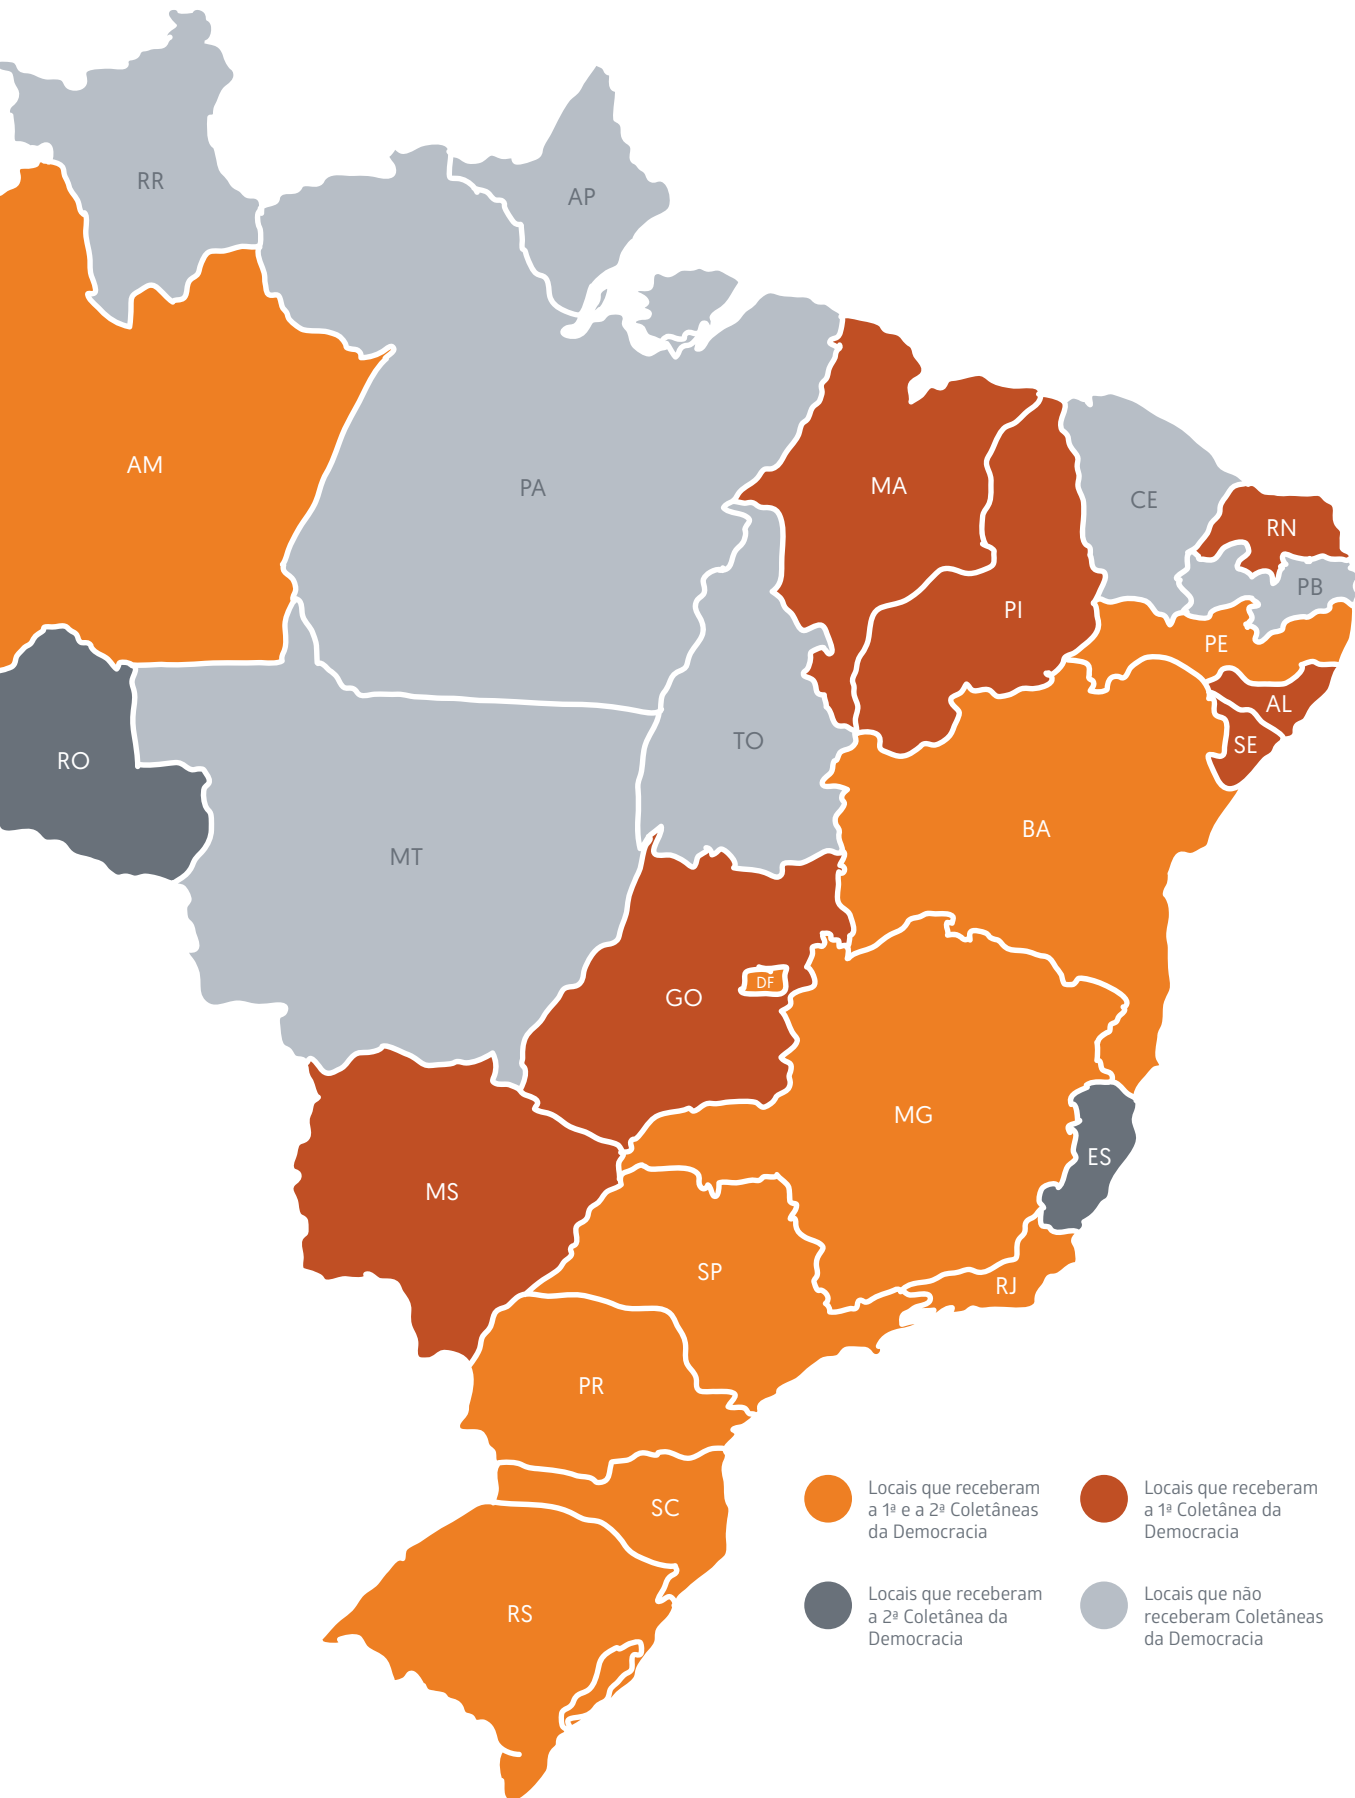 RR
AP
AM
PA
MA
CE
RN
PB
PI
PE
AL
SE
TO
RO
BA
MT
DF
GO
MG
ES
MS
SP
RJ
PR
SC
RS
Locais que receberam
a 1ª e a 2ª Coletâneas
da Democracia
Locais que receberam
a 1ª Coletânea da
Democracia
Locais que receberam
a 2ª Coletânea da
Democracia
Locais que não
receberam Coletâneas
da Democracia